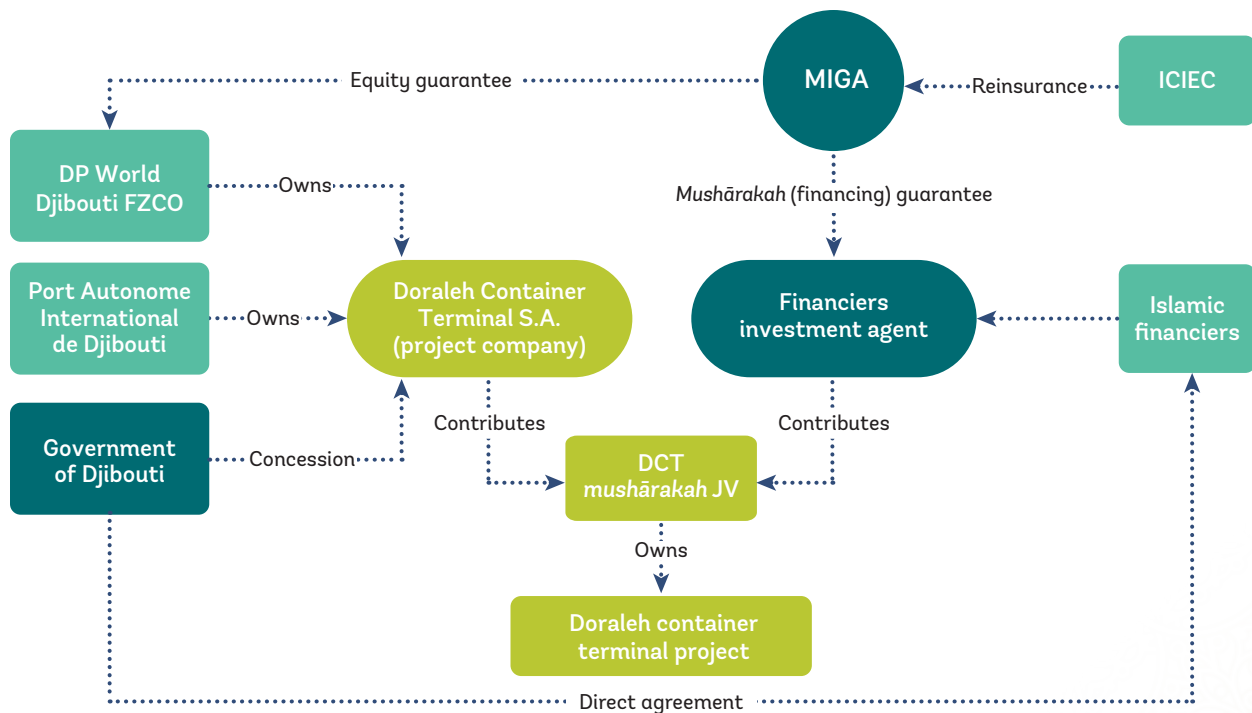 Equity guarantee
MIGA
Reinsurance
ICIEC
DP World
Djibouti FZCO
Owns
Mushārakah (financing) guarantee
Port Autonome
International
de Djibouti
Owns
Doraleh Container
Terminal S.A.
(project company)
Financiers
investment agent
Islamic
financiers
Government
of Djibouti
Concession
Contributes
Contributes
DCT
mushārakah JV
Owns
Doraleh container
terminal project
Direct agreement